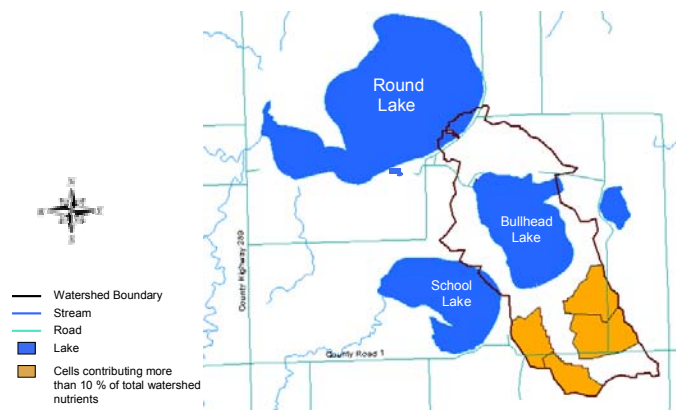 Round
Lake
Bullhead
Lake
School
Lake
County Highway 289
County Road 1
Watershed Boundary
Stream
Road
Lake
Cells contributing more
than 10 % of total watershed
nutrients